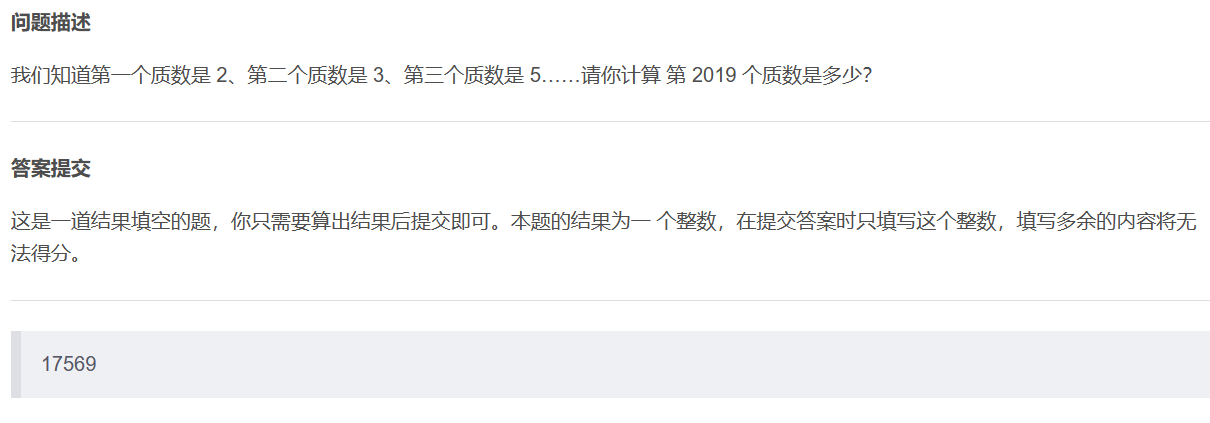 问题描述
我们知道第一个质数是 2、第二个质数是 3、第三个质数是 5……请你计算 第 2019 个质数是多少？
答案提交
这是一道结果填空的题，你只需要算出结果后提交即可。本题的结果为一 个整数，在提交答案时只填写这个整数，填写多余的内容将无
法得分。
17569